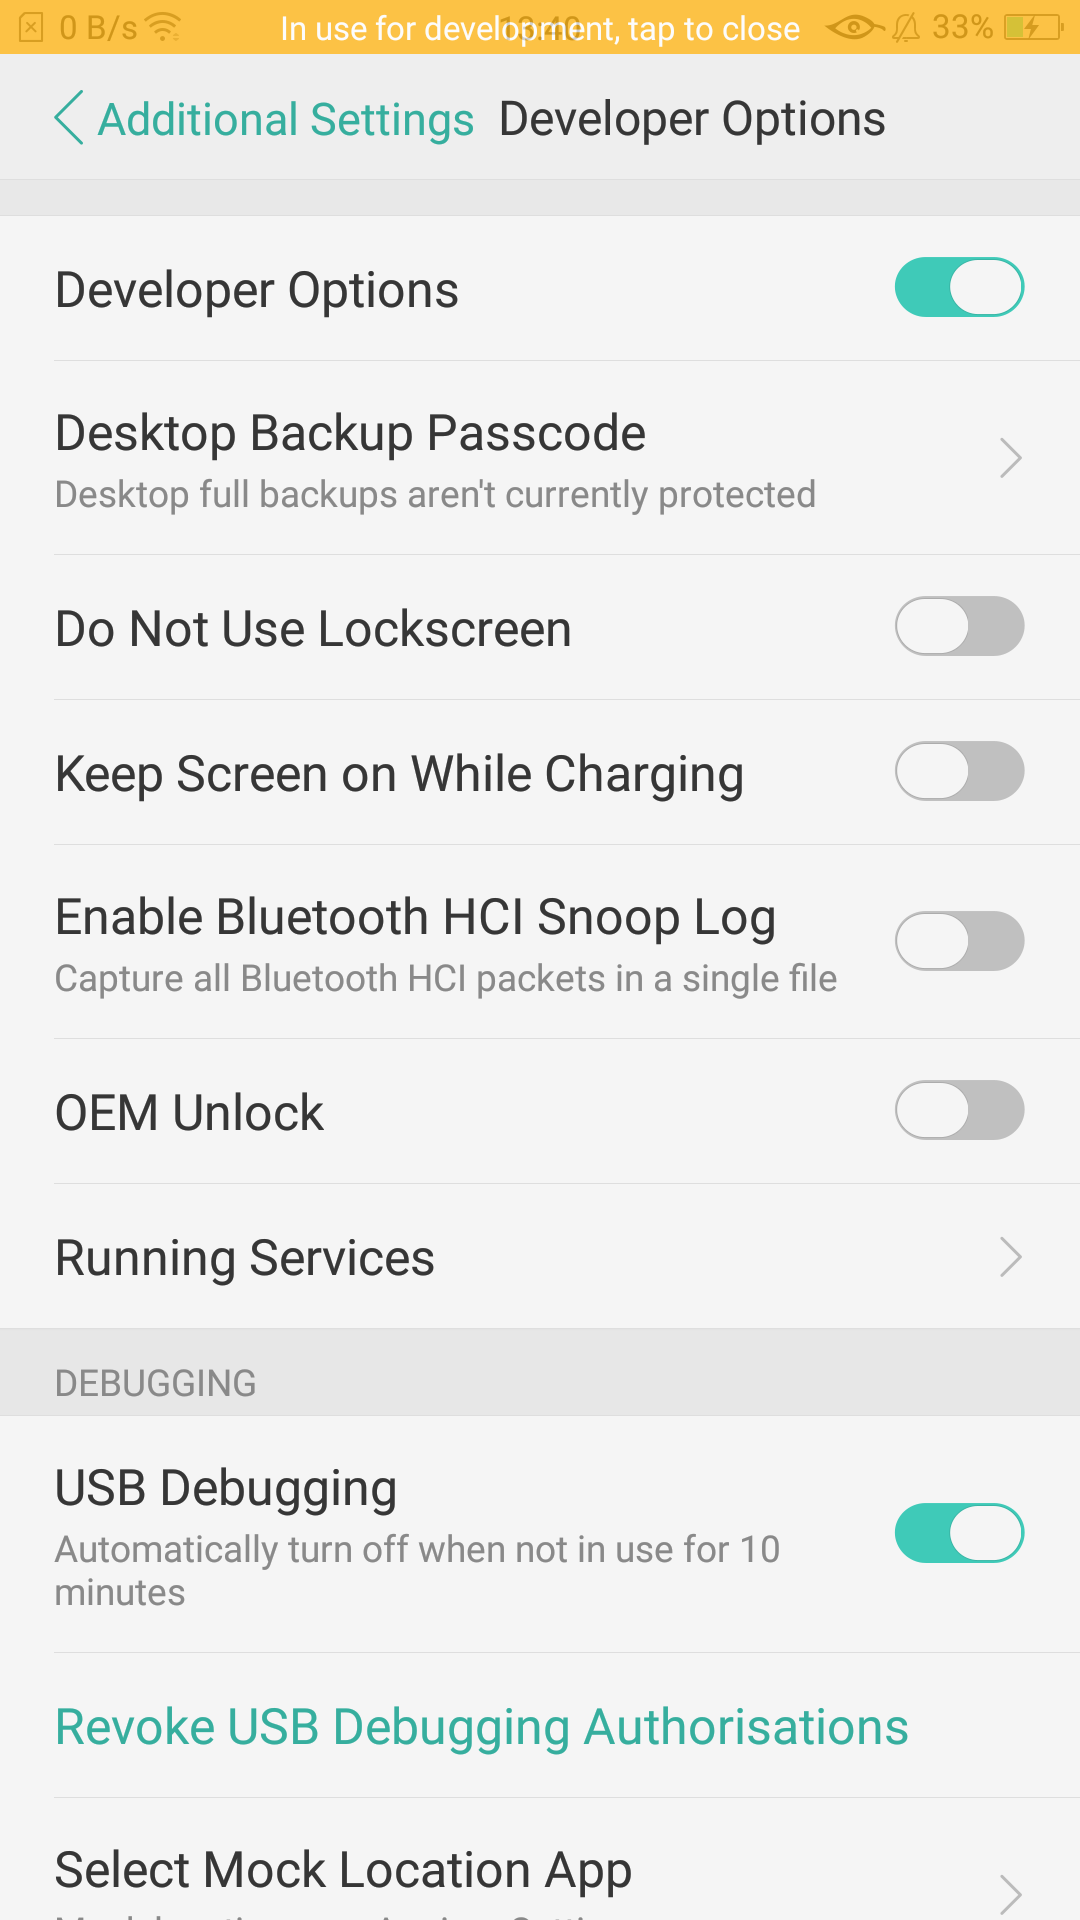 0 B/s In use for development, tap to close 33%
Additional Settings Developer Options
Developer Options
Desktop Backup Passcode
Desktop full backups aren't currently protected
Do Not Use Lockscreen
Keep Screen on While Charging
Enable Bluetooth HCI Snoop Log
Capture all Bluetooth HCI packets in a single file
OEM Unlock
Running Services
DEBUGGING
USB Debugging
Automatically turn off when not in use for 10
minutes
Revoke USB Debugging Authorisations
Select Mock Location App